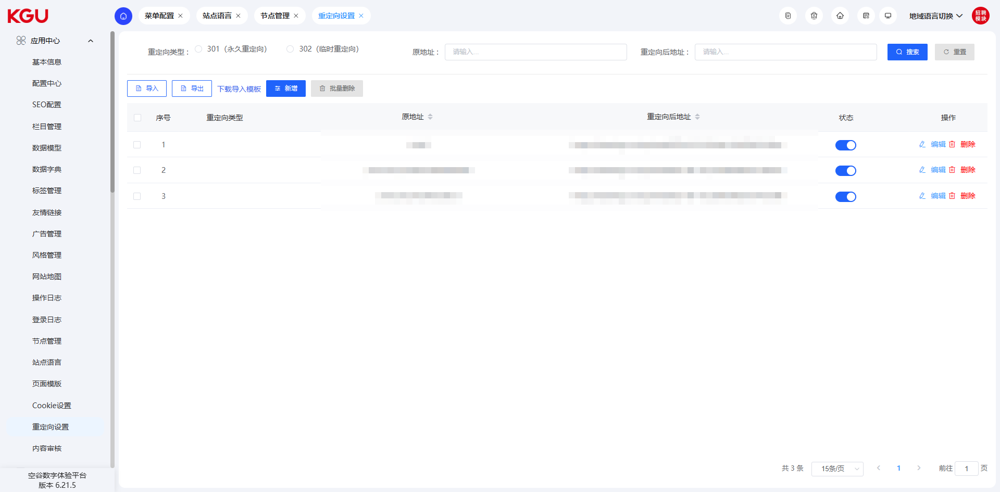 KGU
菜单配置
站点语言
节点管理
重定向设置
地域语言切换
招聘
模块
应用中心
基本信息
配置中心
SEO配置
栏目管理
数据模型
数据字典
标签管理
友情链接
广告管理
风格管理
网站地图
操作日志
登录日志
节点管理
站点语言
页面模版
Cookie设置
重定向设置
内容审核
空谷数字体验平台
版本 6.21.5
重定向类型： 301（永久重定向） 302（临时重定向） 原地址： 请输入... 重定向后地址： 请输入... 搜索 重置
导入 导出 下载导入模板 新增 批量删除
序号 重定向类型 原地址 重定向后地址 状态 操作
1 编辑 删除
2 编辑 删除
3 编辑 删除
共 3 条 15条/页 1 前往 1 页